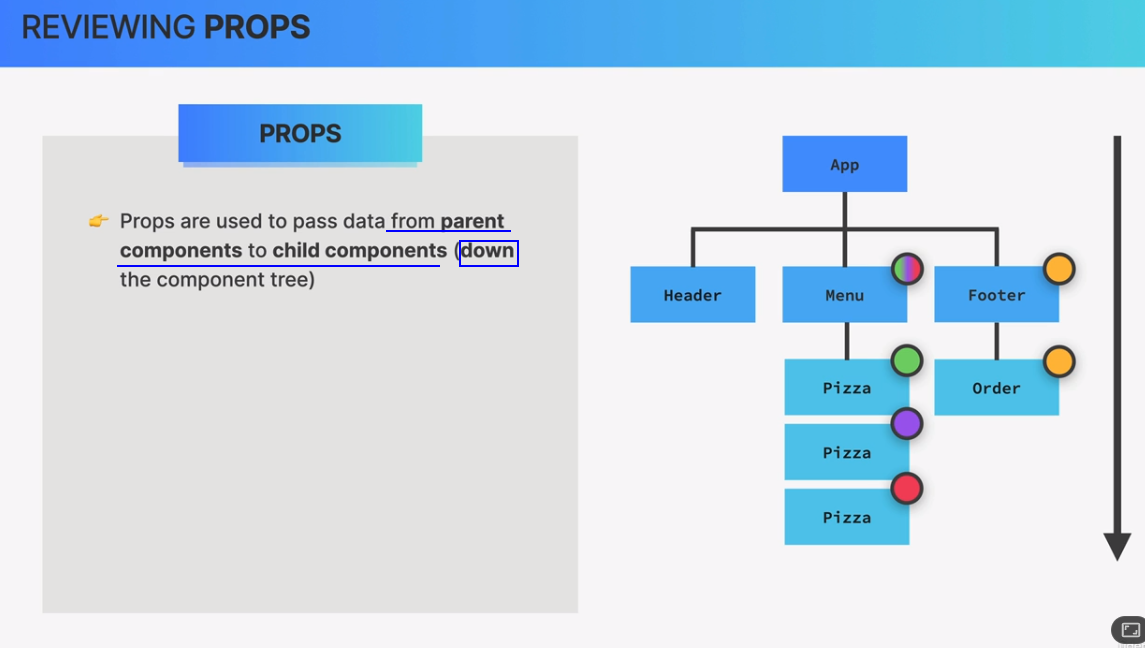 REVIEWING PROPS
PROPS
👉 Props are used to pass data from parent
components to child components (down
the component tree)
App
Header
Menu
Footer
Pizza
Order
Pizza
Pizza